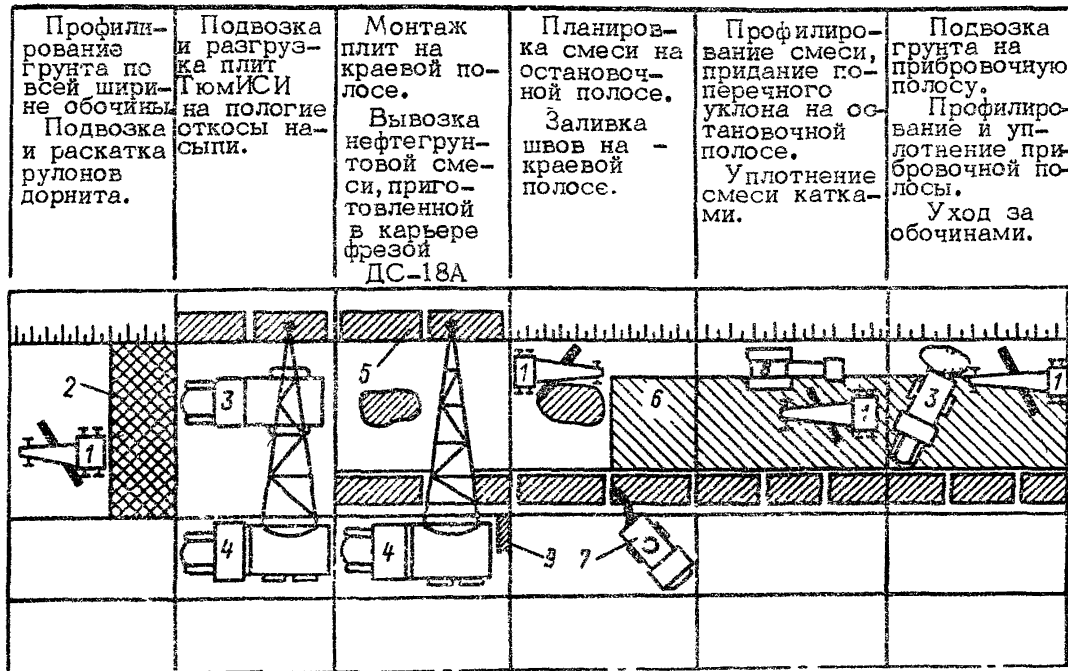 Профили-
рование
грунта по
всей шири-
не обочины.
Подвозка
и раскатка
рулонов
дорнита.
Подвозка
и разгруз-
ка плит
ТюмИСИ
на пологие
откосы на-
сыпи.
Монтаж
плит на
краевой по-
лосе.
Вывозка
нефтегрун-
товой сме-
си, приго-
товленной
в карьере
фрезой
ДС-18А
Планиров-
ка смеси на
остановоч-
ной полосе.
Заливка
швов на -
краевой
полосе.
Профилиро-
вание смеси,
придание по-
перечного
уклона на ос-
тановочной
полосе.
Уплотнение
смеси катка-
ми.
Подвозка
грунта на
прибровочную
полосу.
Профилиро-
вание и уп-
лотнение при-
бровочной по-
лосы.
Уход за
обочинами.
2
1
3
4
5
4
9
1
7
6
8
1
3
1